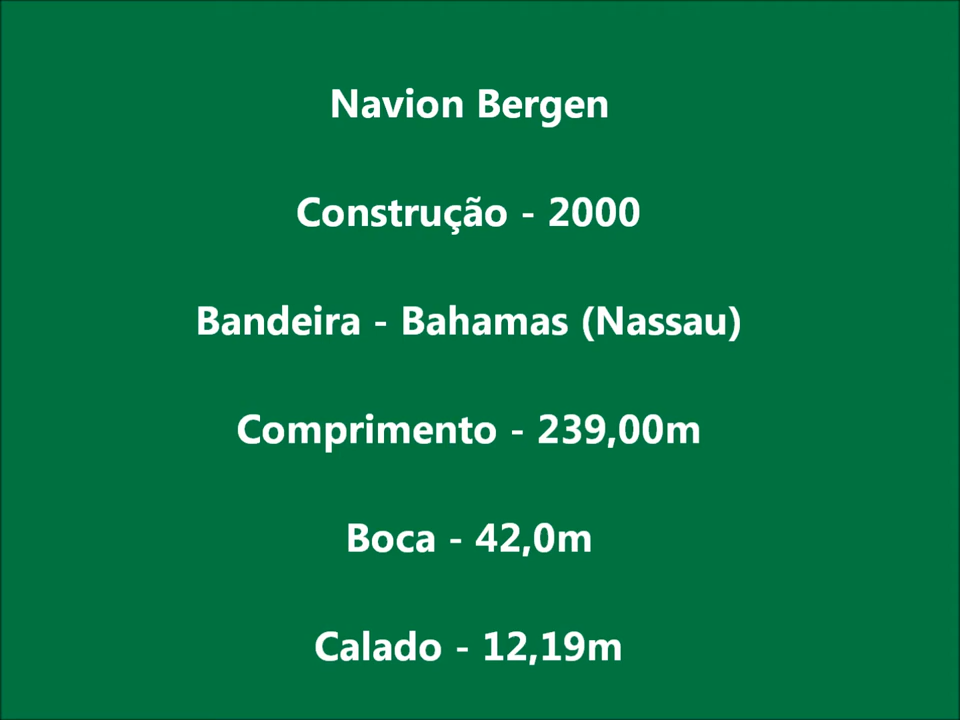 Navion Bergen
Construção - 2000
Bandeira - Bahamas (Nassau)
Comprimento - 239,00m
Boca - 42,0m
Calado - 12,19m